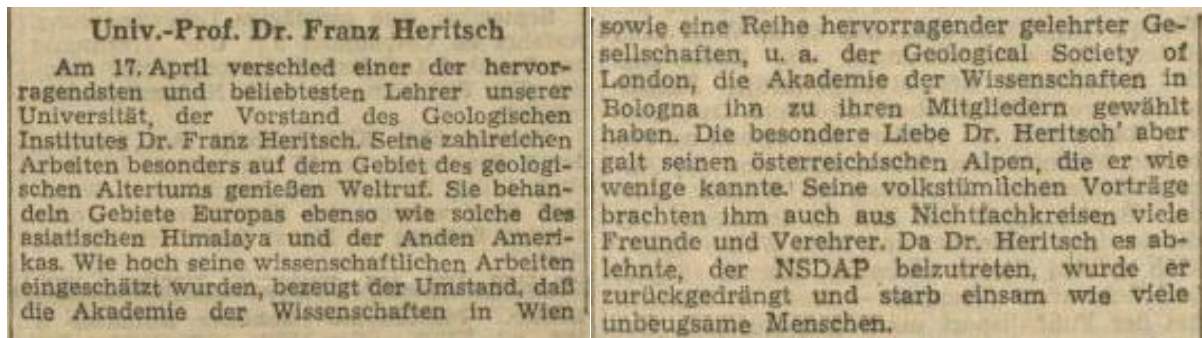 Univ.-Prof. Dr. Franz Heritsch
Am 17. April verschied einer der hervor-
ragendsten und beliebtesten Lehrer unserer
Universität, der Vorstand des Geologischen
Institutes Dr. Franz Heritsch. Seine zahlreichen
Arbeiten besonders auf dem Gebiet des geologi-
schen Altertums genießen Weltruf. Sie behan-
deln Gebiete Europas ebenso wie solche des
asiatischen Himalaya und der Anden Ameri-
kas. Wie hoch seine wissenschaftlichen Arbeiten
eingeschätzt wurden, bezeugt der Umstand, daß
die Akademie der Wissenschaften in Wien
sowie eine Reihe hervorragender gelehrter Ge-
sellschaften, u. a. der Geological Society of
London, die Akademie der Wissenschaften in
Bologna ihn zu ihren Mitgliedern gewählt
haben. Die besondere Liebe Dr. Heritsch' aber
galt seinen österreichischen Alpen, die er wie
wenige kannte. Seine volkstümlichen Vorträge
brachten ihm auch aus Nichtfachkreisen viele
Freunde und Verehrer. Da Dr. Heritsch es ab-
lehnte, der NSDAP beizutreten, wurde er
zurückgedrängt und starb einsam wie viele
unbeugsame Menschen.